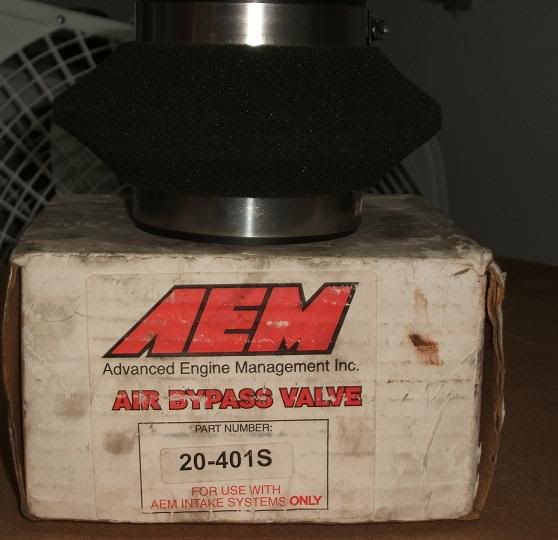 AEM
Advanced Engine Management Inc.
AIR BYPASS VALVE
PART NUMBER:
20-401S
FOR USE WITH
AEM INTAKE SYSTEMS ONLY